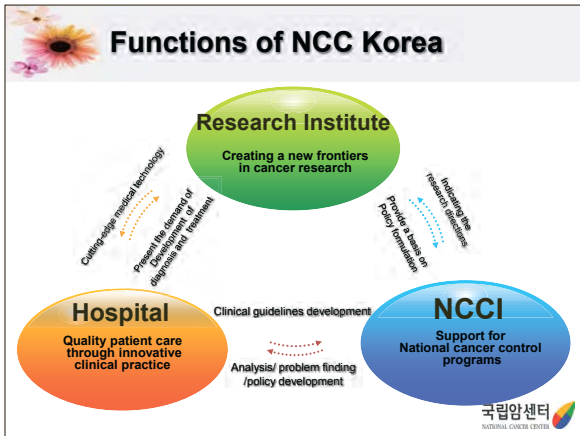 Functions of NCC Korea
Research Institute
Creating a new frontiers
in cancer research
Cutting-edge medical technology
Present the demand of
Development of
diagnosis and treatment
Indicating the
research directions
Provide a basis on
Policy formulation
Hospital
Quality patient care
through innovative
clinical practice
Clinical guidelines development
Analysis/ problem finding
/policy development
NCCI
Support for
National cancer control
programs
국립암센터
NATIONAL CANCER CENTER